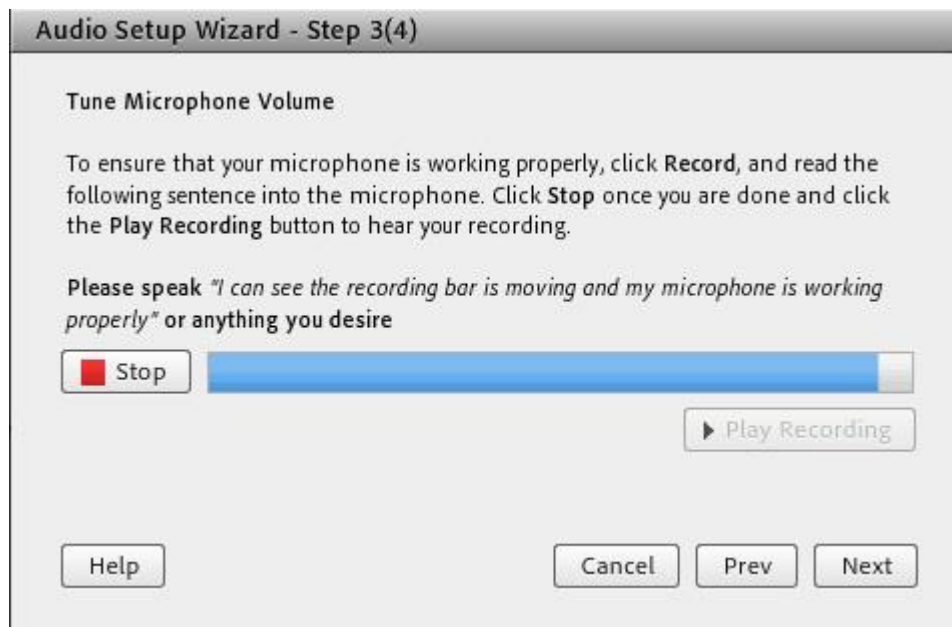 Audio Setup Wizard - Step 3(4)
Tune Microphone Volume
To ensure that your microphone is working properly, click Record, and read the
following sentence into the microphone. Click Stop once you are done and click
the Play Recording button to hear your recording.
Please speak "I can see the recording bar is moving and my microphone is working
properly" or anything you desire
Stop
Play Recording
Help Cancel Prev Next